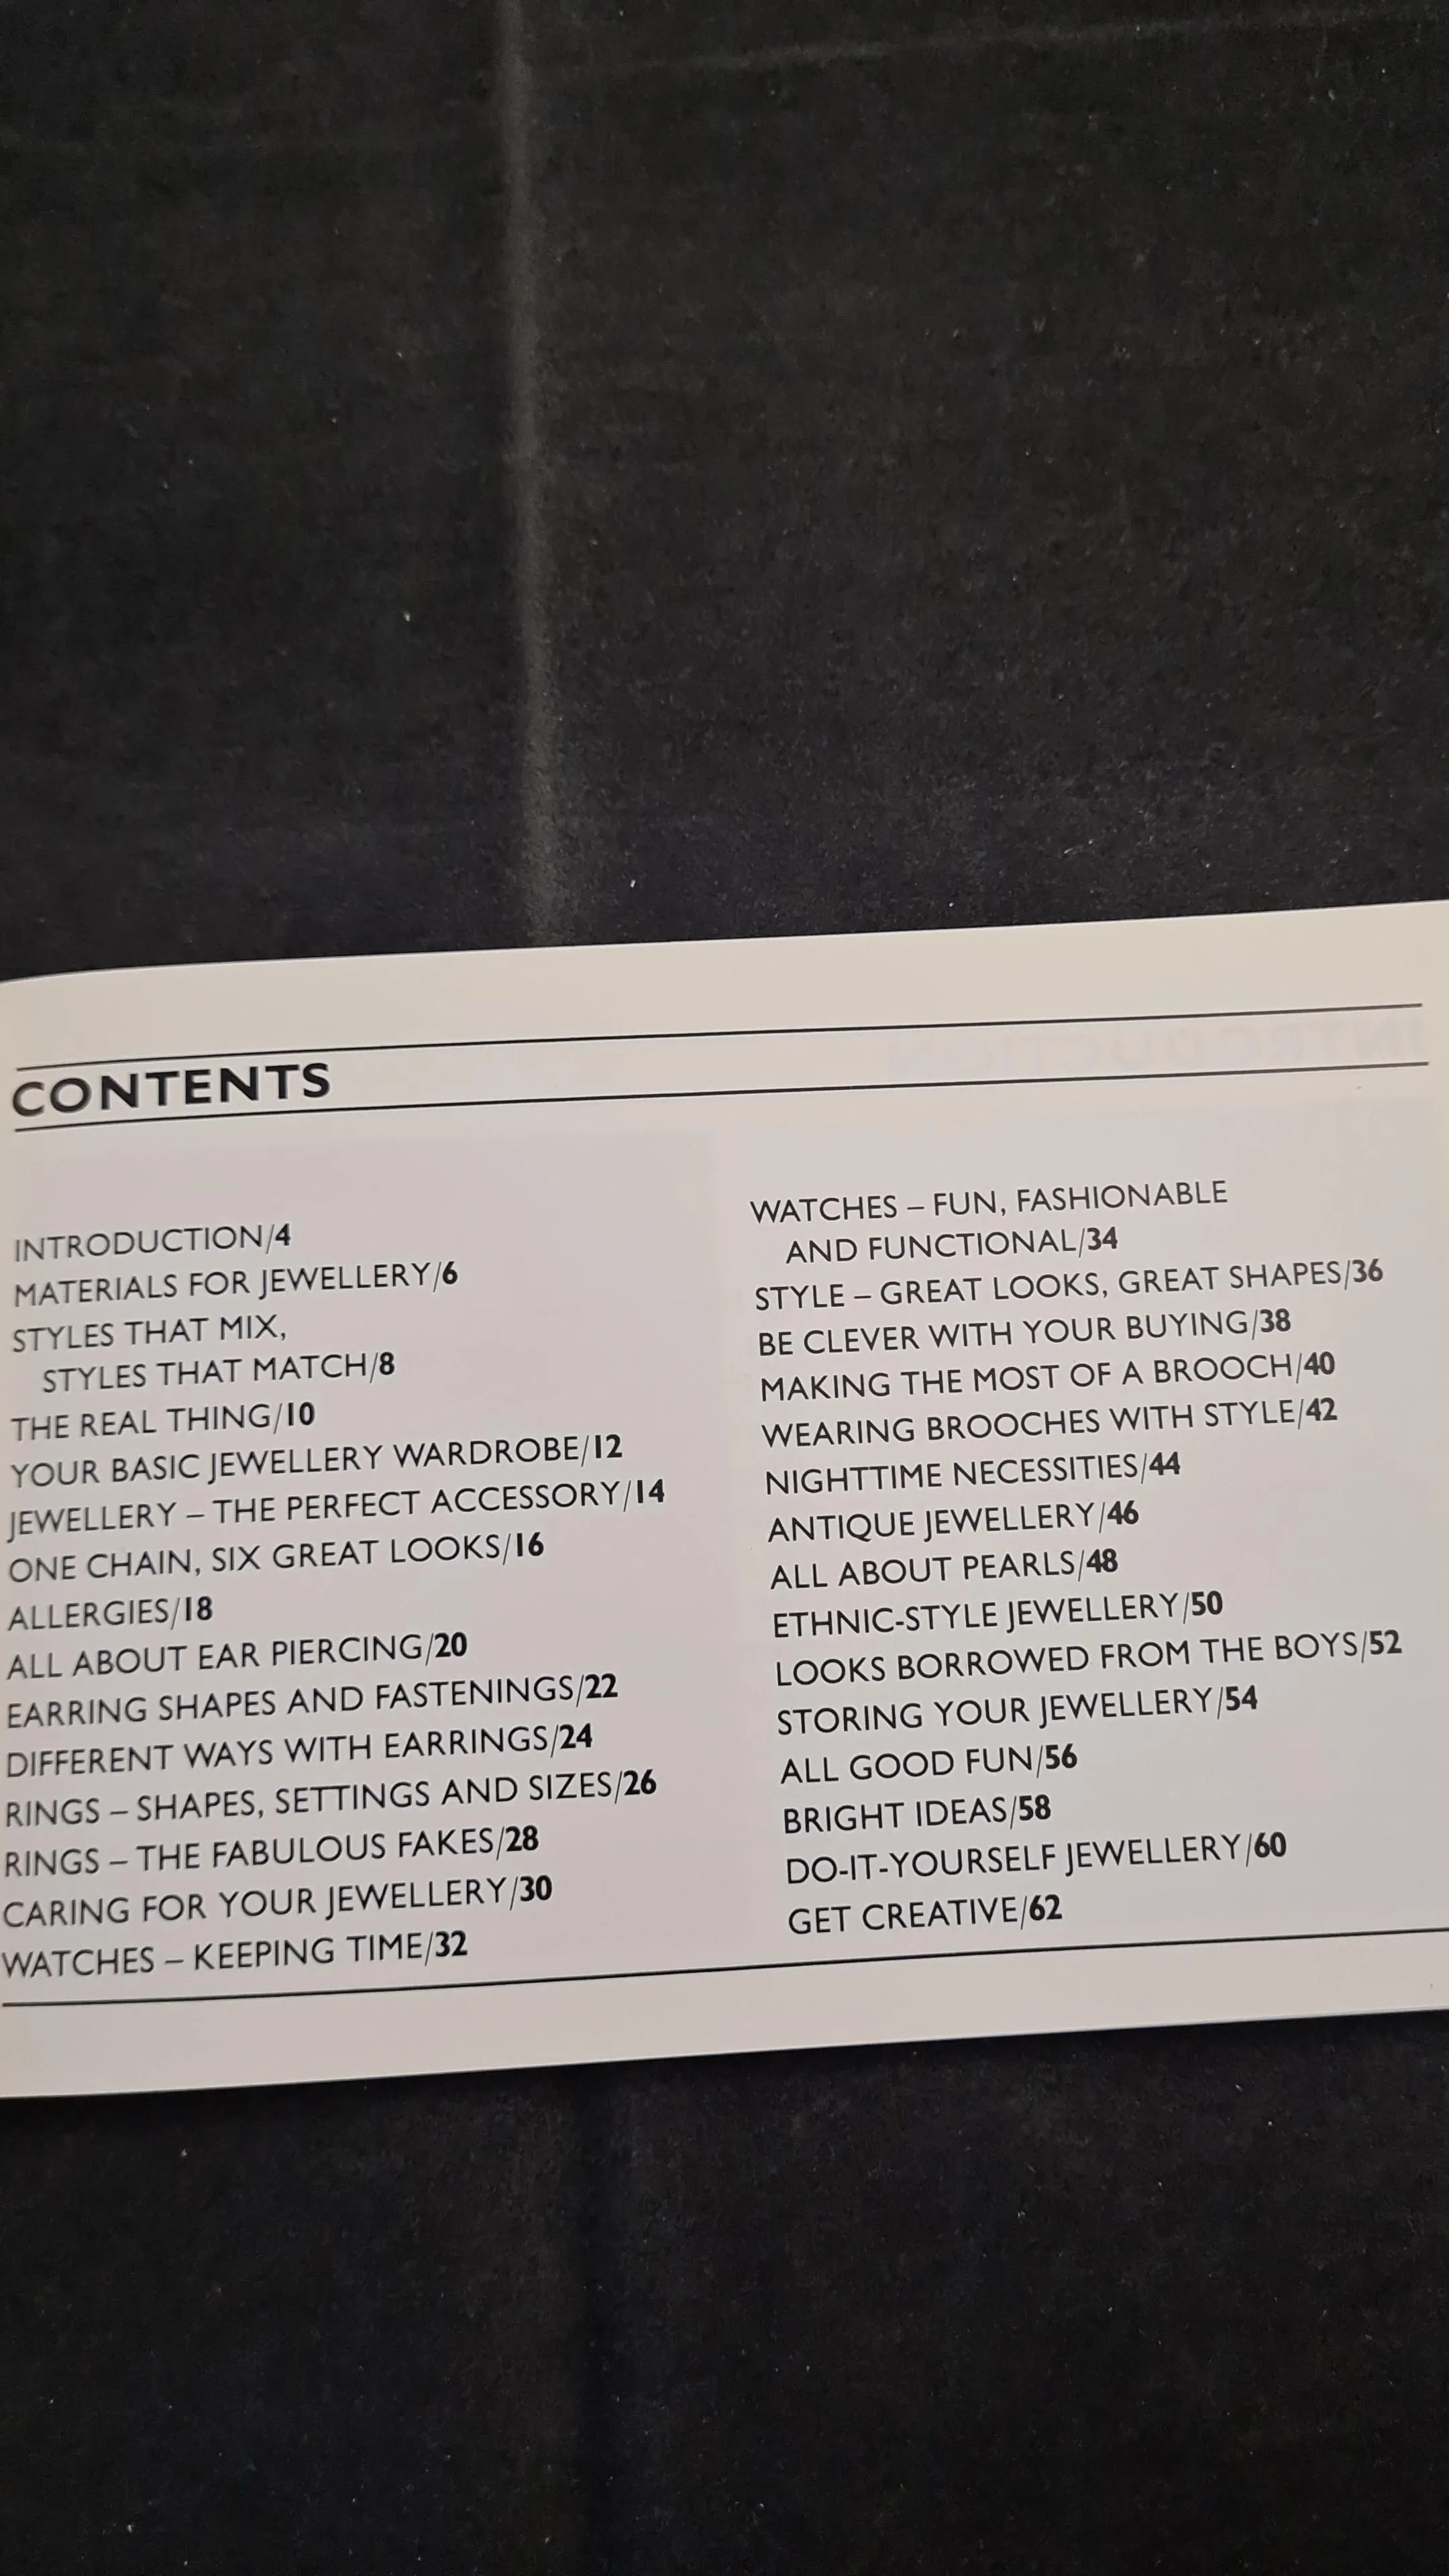 CONTENTS
INTRODUCTION/4
MATERIALS FOR JEWELLERY/6
STYLES THAT MIX,
STYLES THAT MATCH/8
THE REAL THING/10
YOUR BASIC JEWELLERY WARDROBE/12
JEWELLERY – THE PERFECT ACCESSORY/14
ONE CHAIN, SIX GREAT LOOKS/16
ALLERGIES/18
ALL ABOUT EAR PIERCING/20
EARRING SHAPES AND FASTENINGS/22
DIFFERENT WAYS WITH EARRINGS/24
RINGS – SHAPES, SETTINGS AND SIZES/26
RINGS – THE FABULOUS FAKES/28
CARING FOR YOUR JEWELLERY/30
WATCHES – KEEPING TIME/32
WATCHES – FUN, FASHIONABLE
AND FUNCTIONAL/34
STYLE – GREAT LOOKS, GREAT SHAPES/36
BE CLEVER WITH YOUR BUYING/38
MAKING THE MOST OF A BROOCH/40
WEARING BROOCHES WITH STYLE/42
NIGHTTIME NECESSITIES/44
ANTIQUE JEWELLERY/46
ALL ABOUT PEARLS/48
ETHNIC-STYLE JEWELLERY/50
LOOKS BORROWED FROM THE BOYS/52
STORING YOUR JEWELLERY/54
ALL GOOD FUN/56
BRIGHT IDEAS/58
DO-IT-YOURSELF JEWELLERY/60
GET CREATIVE/62